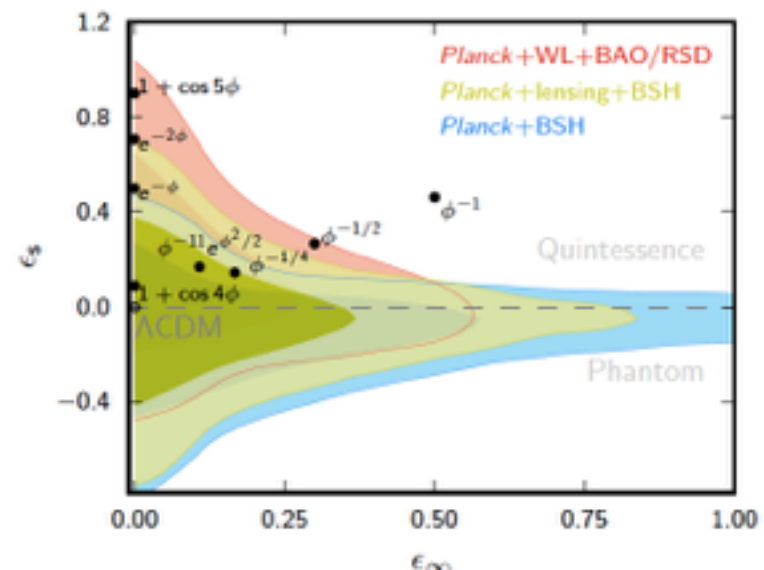 1.2
Planck+WL+BAO/RSD
1 + cos 5ϕ
Planck+lensing+BSH
0.8
Planck+BSH
e^{−2ϕ}
e^{−ϕ}
0.4
ϕ^{−1}
ϕ^{−1/2}
ϕ^{−11}e^{ϕ²/2}
ϕ^{−1/4}
Quintessence
ϵ_s
1 + cos 4ϕ
0.0
ΛCDM
Phantom
−0.4
0.00 0.25 0.50 0.75 1.00
ϵ_∞